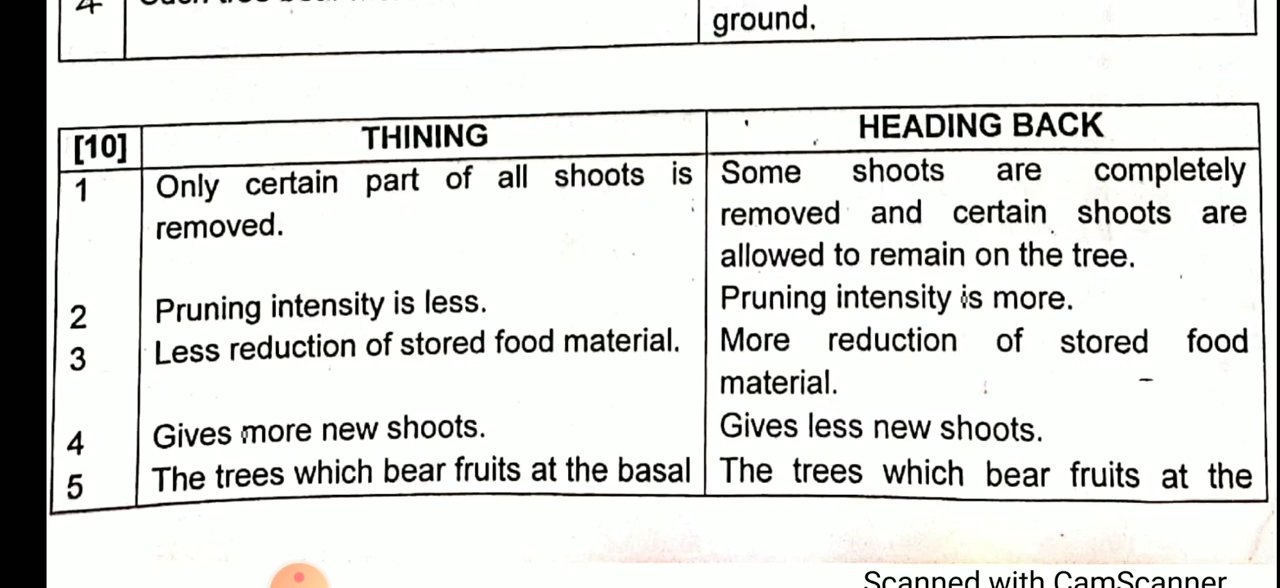 4
ground.
[10] THINING HEADING BACK
1 Only certain part of all shoots is
removed.
Some shoots are completely
removed and certain shoots are
allowed to remain on the tree.
2 Pruning intensity is less.
Pruning intensity is more.
3 Less reduction of stored food material.
More reduction of stored food
material.
4 Gives more new shoots.
Gives less new shoots.
5 The trees which bear fruits at the basal
The trees which bear fruits at the
Scanned with CamScanner